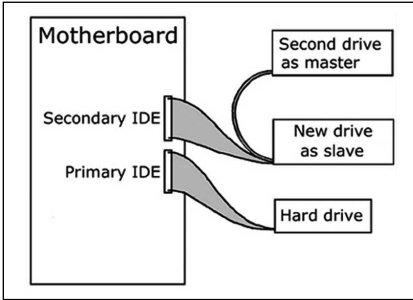 Motherboard
Second drive
as master
Secondary IDE
New drive
as slave
Primary IDE
Hard drive